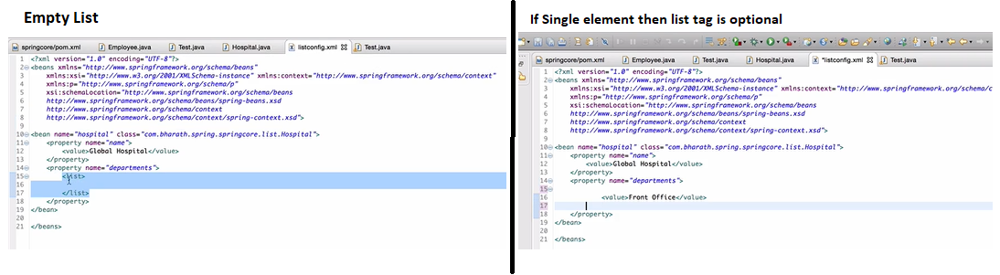 Empty List
springcore/pom.xml Employee.java Test.java Hospital.java listconfig.xml Test.java
1 <?xml version="1.0" encoding="UTF-8"?>
2 <beans xmlns="http://www.springframework.org/schema/beans"
3 xmlns:xsi="http://www.w3.org/2001/XMLSchema-instance" xmlns:context="http://www.springframework.org/schema/context"
4 xmlns:p="http://www.springframework.org/schema/p"
5 xsi:schemaLocation="http://www.springframework.org/schema/beans
6 http://www.springframework.org/schema/beans/spring-beans.xsd
7 http://www.springframework.org/schema/context
8 http://www.springframework.org/schema/context/spring-context.xsd">
9
10 <bean name="hospital" class="com.bharath.spring.springcore.list.Hospital">
11 <property name="name">
12 <value>Global Hospital</value>
13 </property>
14 <property name="departments">
15 <list>
16
17 </list>
18 </property>
19 </bean>
20
21 </beans>
If Single element then list tag is optional
springcore/pom.xml Employee.java Test.java Hospital.java *listconfig.xml Test.java
1 <?xml version="1.0" encoding="UTF-8"?>
2 <beans xmlns="http://www.springframework.org/schema/beans"
3 xmlns:xsi="http://www.w3.org/2001/XMLSchema-instance" xmlns:context="http://www.springframework.org/schema/c
4 xmlns:p="http://www.springframework.org/schema/p"
5 xsi:schemaLocation="http://www.springframework.org/schema/beans
6 http://www.springframework.org/schema/beans/spring-beans.xsd
7 http://www.springframework.org/schema/context
8 http://www.springframework.org/schema/context/spring-context.xsd">
9
10 <bean name="hospital" class="com.bharath.spring.springcore.list.Hospital">
11 <property name="name">
12 <value>Global Hospital</value>
13 </property>
14 <property name="departments">
15
16 <value>Front Office</value>
17
18 </property>
19 </bean>
20
21 </beans>